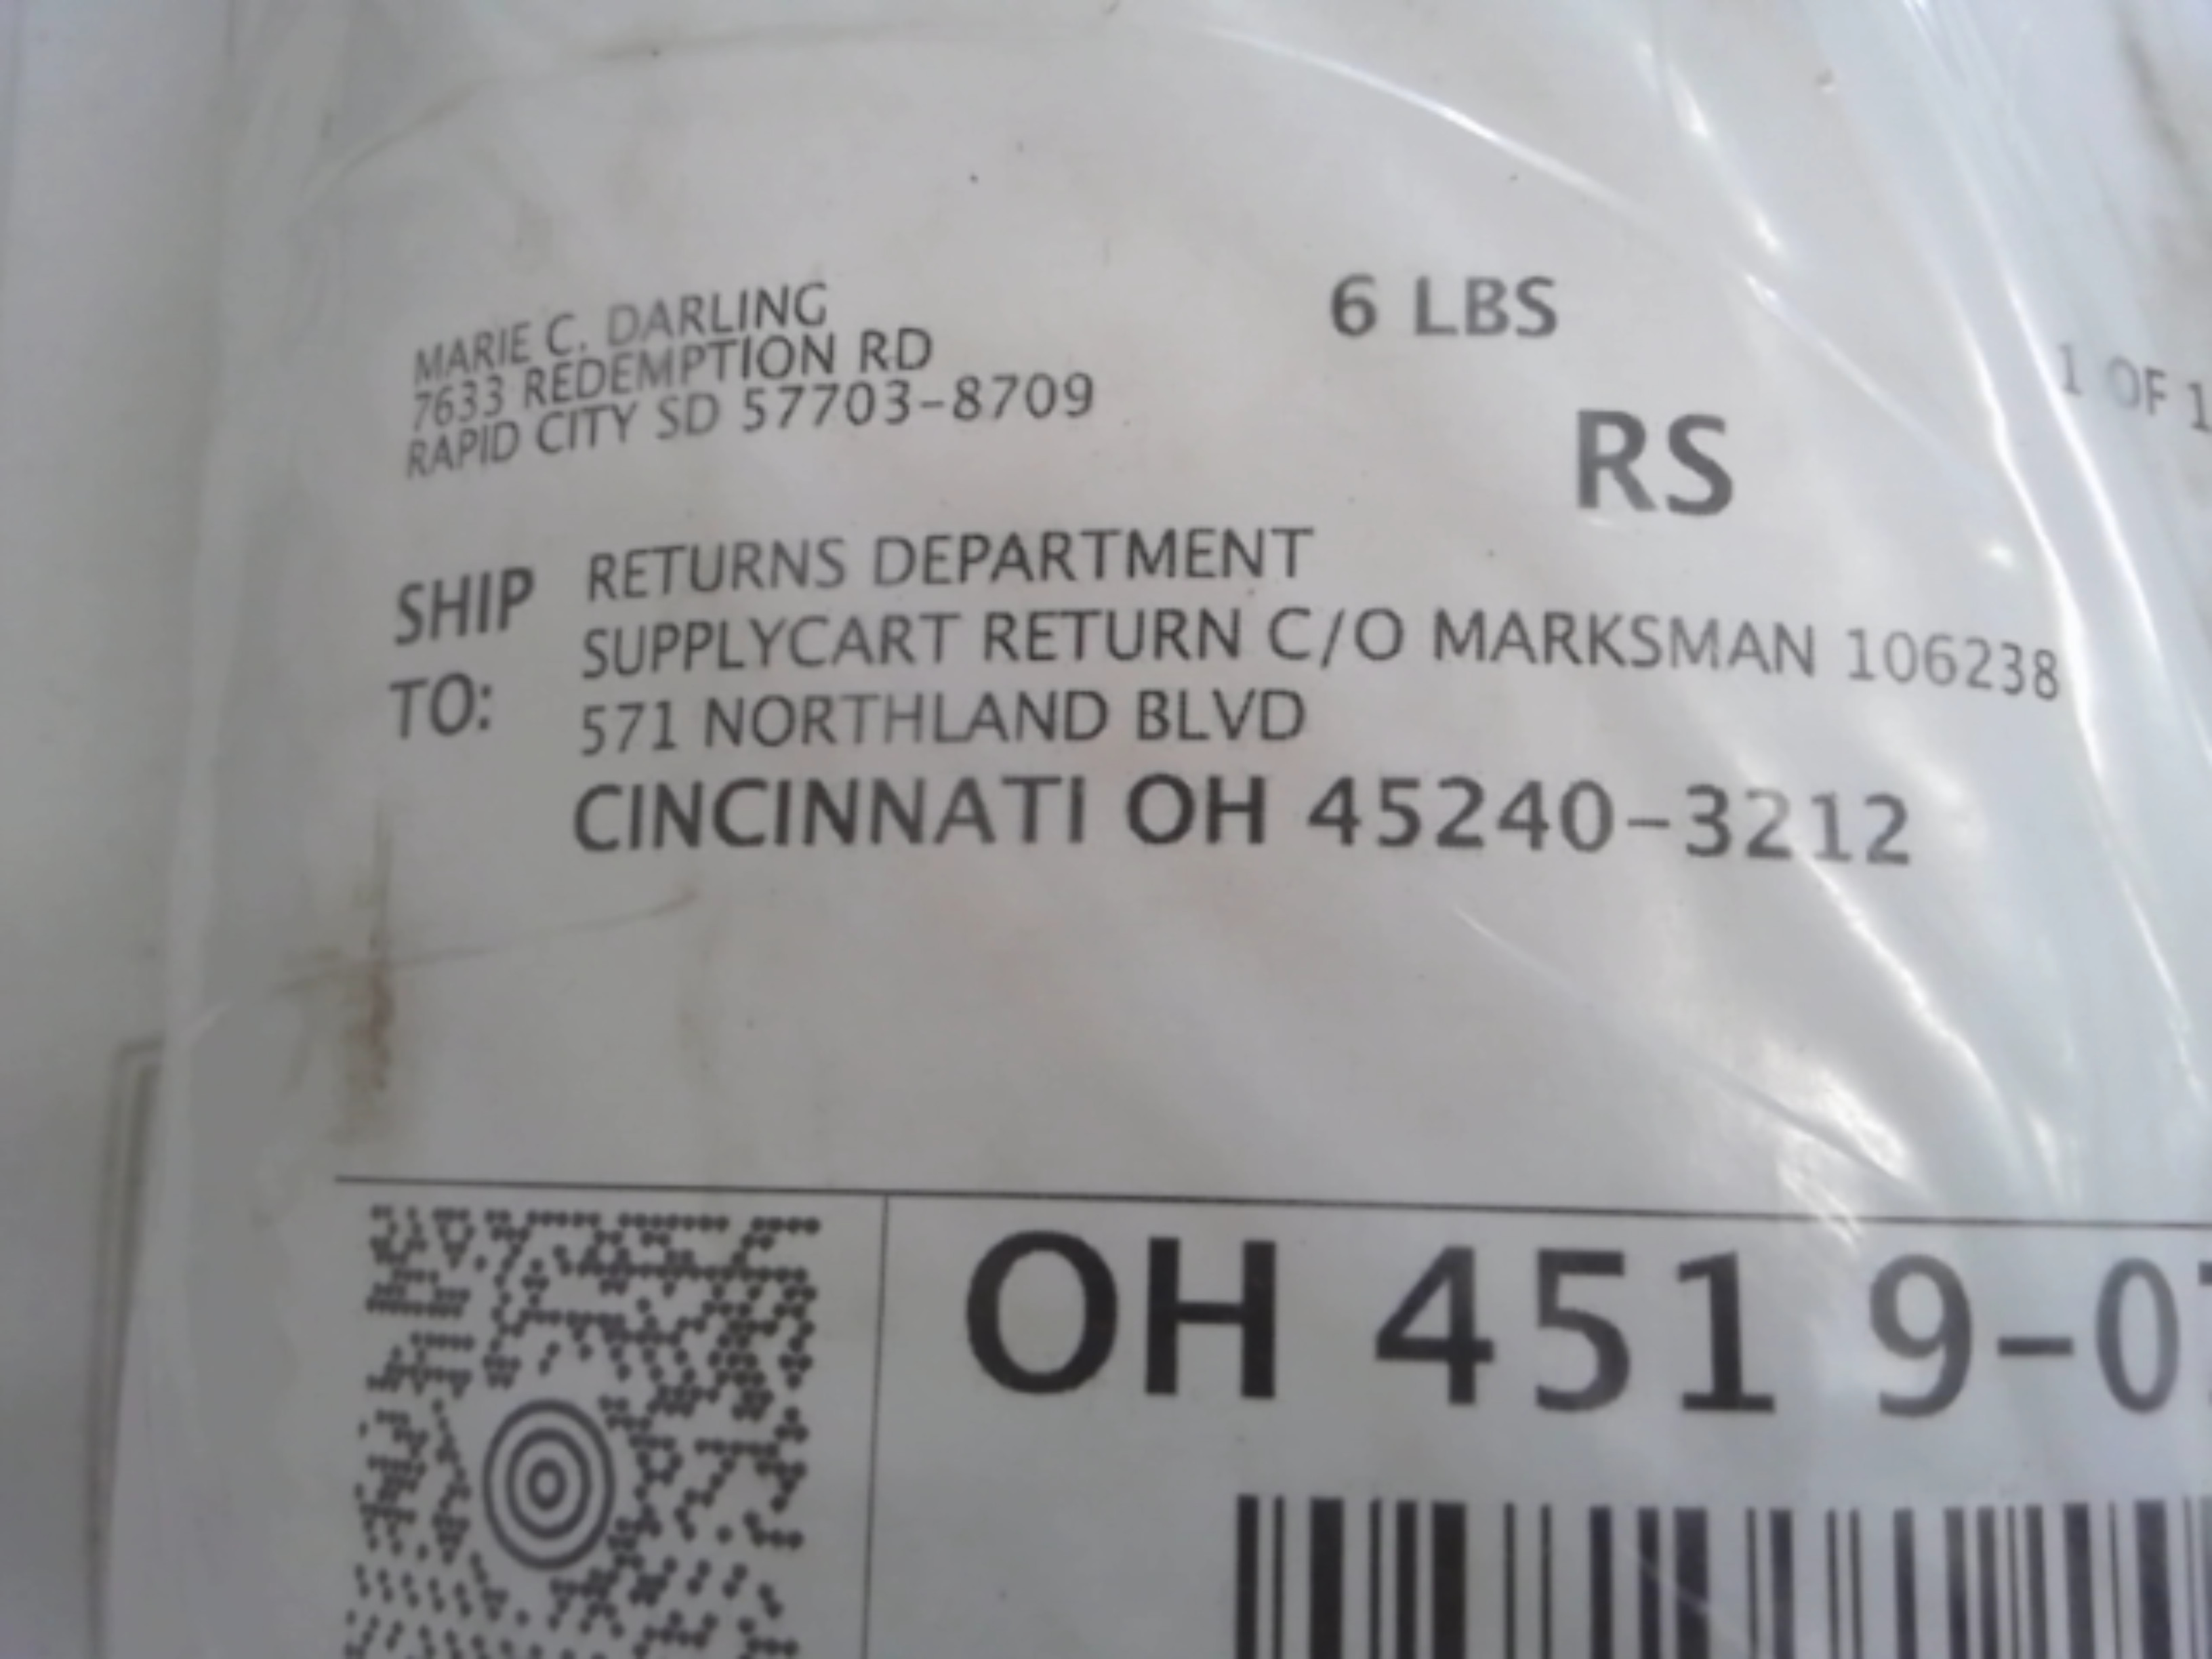 MARIE C. DARLING
7633 REDEMPTION RD
RAPID CITY SD 57703-8709
6 LBS
1 OF 1
RS
SHIP TO:
RETURNS DEPARTMENT
SUPPLYCART RETURN C/O MARKSMAN 106238
571 NORTHLAND BLVD
CINCINNATI OH 45240-3212
OH 451 9-0